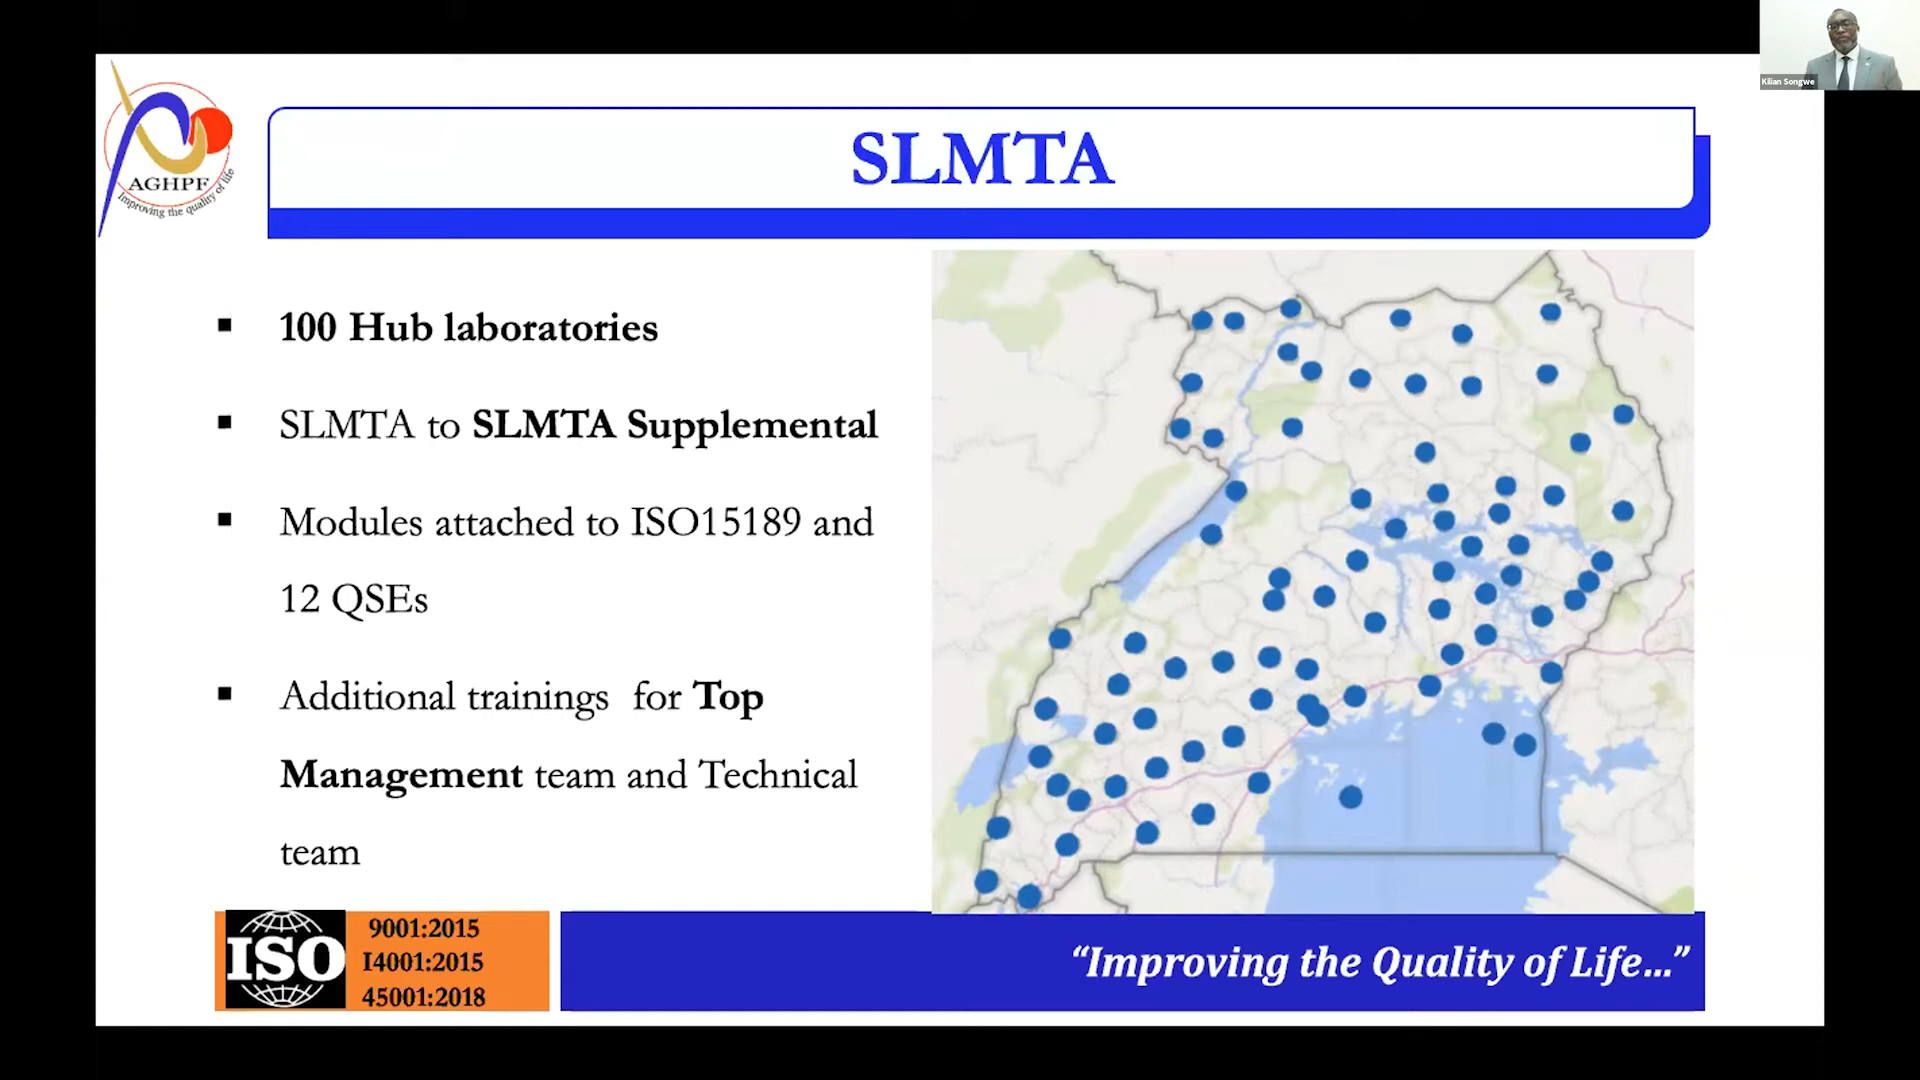 Kilian Songwe
AGHPF
Improving the quality of life
SLMTA
▪ 100 Hub laboratories
▪ SLMTA to SLMTA Supplemental
▪ Modules attached to ISO15189 and
12 QSEs
▪ Additional trainings for Top
Management team and Technical
team
ISO
9001:2015
I4001:2015
45001:2018
“Improving the Quality of Life...”